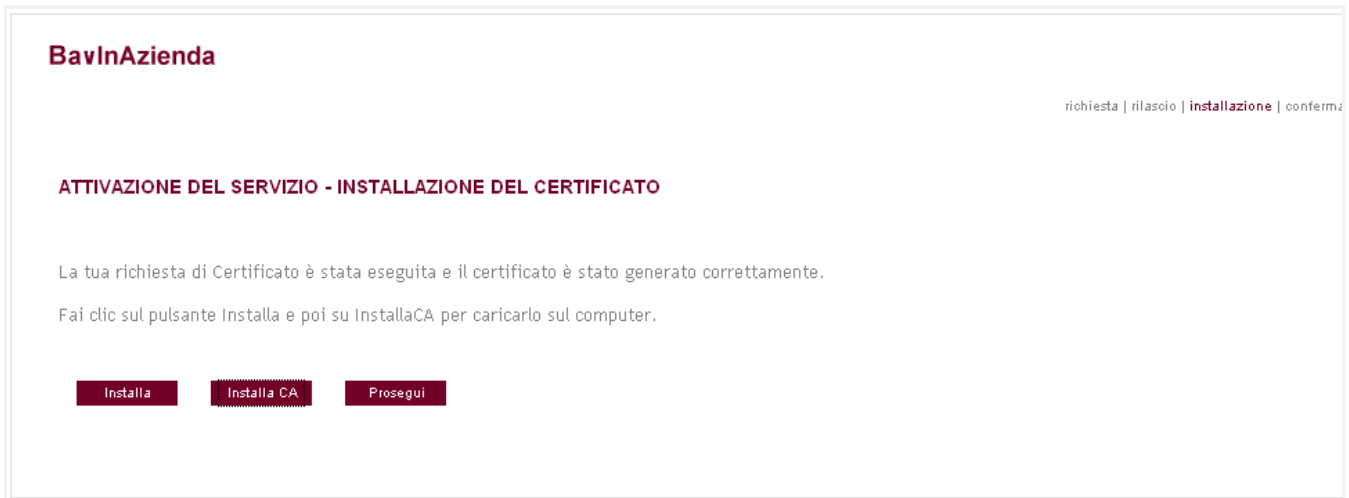 BavInAzienda
richiesta | rilascio | installazione | conferma
ATTIVAZIONE DEL SERVIZIO - INSTALLAZIONE DEL CERTIFICATO
La tua richiesta di Certificato è stata eseguita e il certificato è stato generato correttamente.
Fai clic sul pulsante Installa e poi su InstallaCA per caricarlo sul computer.
Installa Installa CA Prosegui